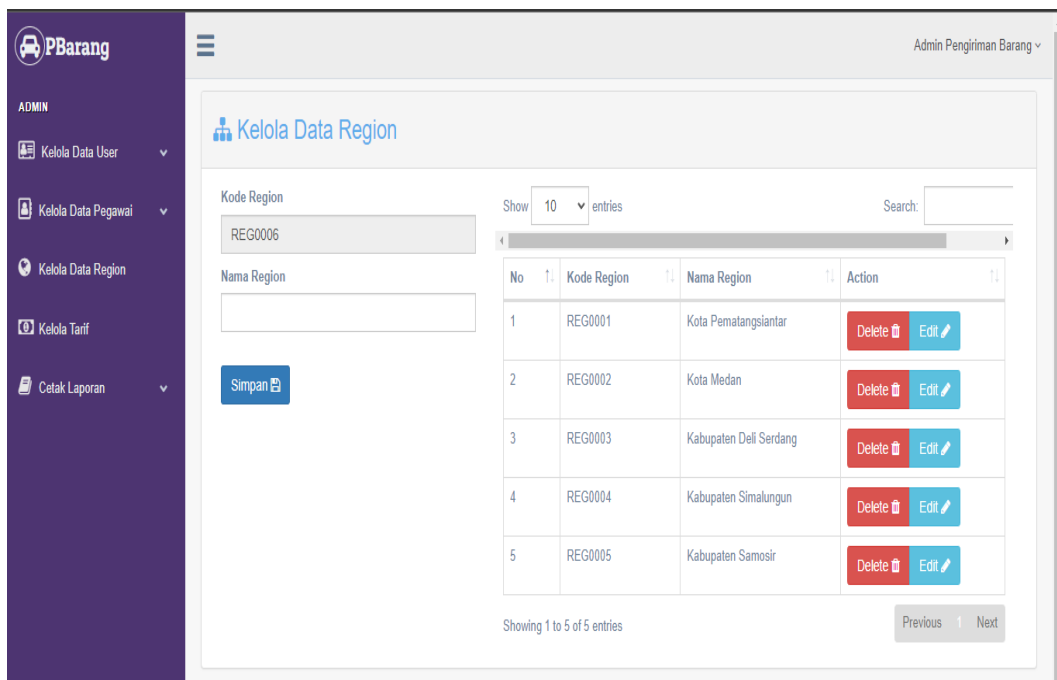 PBarang
Admin Pengiriman Barang
ADMIN
Kelola Data User
Kelola Data Pegawai
Kelola Data Region
Kelola Tarif
Cetak Laporan
Kelola Data Region
Kode Region
REG0006
Nama Region
Simpan
Show 10 entries
Search:
No Kode Region Nama Region Action
1 REG0001 Kota Pematangsiantar Delete Edit
2 REG0002 Kota Medan Delete Edit
3 REG0003 Kabupaten Deli Serdang Delete Edit
4 REG0004 Kabupaten Simalungun Delete Edit
5 REG0005 Kabupaten Samosir Delete Edit
Showing 1 to 5 of 5 entries
Previous 1 Next